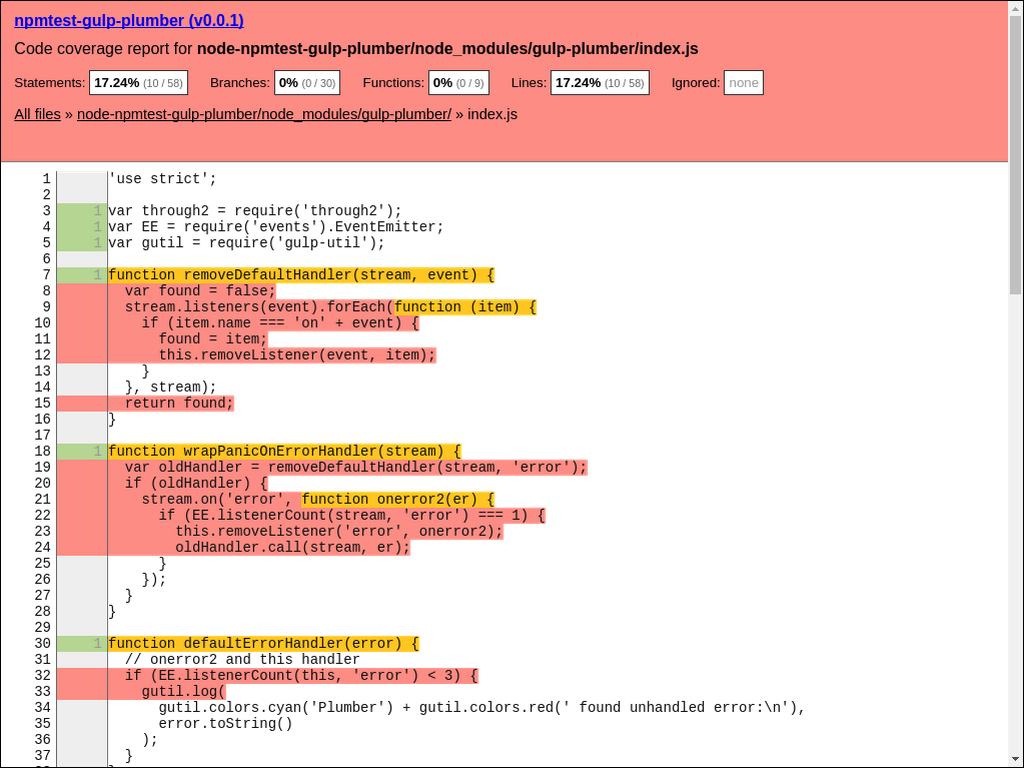 npmtest-gulp-plumber (v0.0.1)
Code coverage report for node-npmtest-gulp-plumber/node_modules/gulp-plumber/index.js
Statements: 17.24% (10 / 58) Branches: 0% (0 / 30) Functions: 0% (0 / 9) Lines: 17.24% (10 / 58) Ignored: none
All files » node-npmtest-gulp-plumber/node_modules/gulp-plumber/ » index.js
1 'use strict';
2
3 1 var through2 = require('through2');
4 1 var EE = require('events').EventEmitter;
5 1 var gutil = require('gulp-util');
6
7 1 function removeDefaultHandler(stream, event) {
8 var found = false;
9 stream.listeners(event).forEach(function (item) {
10 if (item.name === 'on' + event) {
11 found = item;
12 this.removeListener(event, item);
13 }
14 }, stream);
15 return found;
16 }
17
18 1 function wrapPanicOnErrorHandler(stream) {
19 var oldHandler = removeDefaultHandler(stream, 'error');
20 if (oldHandler) {
21 stream.on('error', function onerror2(er) {
22 if (EE.listenerCount(stream, 'error') === 1) {
23 this.removeListener('error', onerror2);
24 oldHandler.call(stream, er);
25 }
26 });
27 }
28 }
29
30 1 function defaultErrorHandler(error) {
31 // onerror2 and this handler
32 if (EE.listenerCount(this, 'error') < 3) {
33 gutil.log(
34 gutil.colors.cyan('Plumber') + gutil.colors.red(' found unhandled error:\n'),
35 error.toString()
36 );
37 }